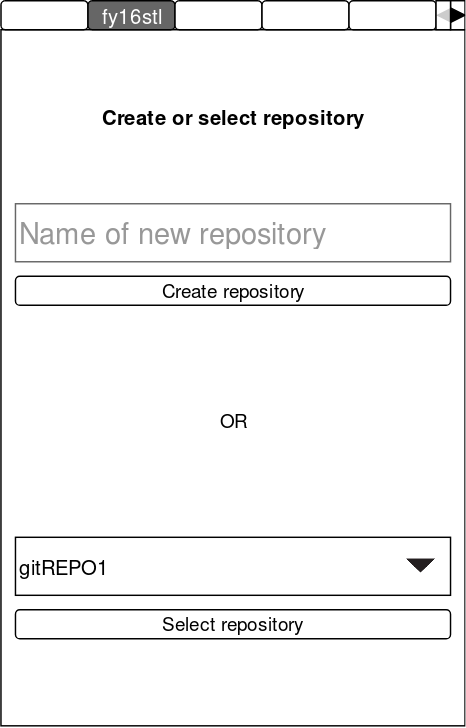 fy16stl
Create or select repository
Name of new repository
Create repository
OR
gitREPO1
Select repository